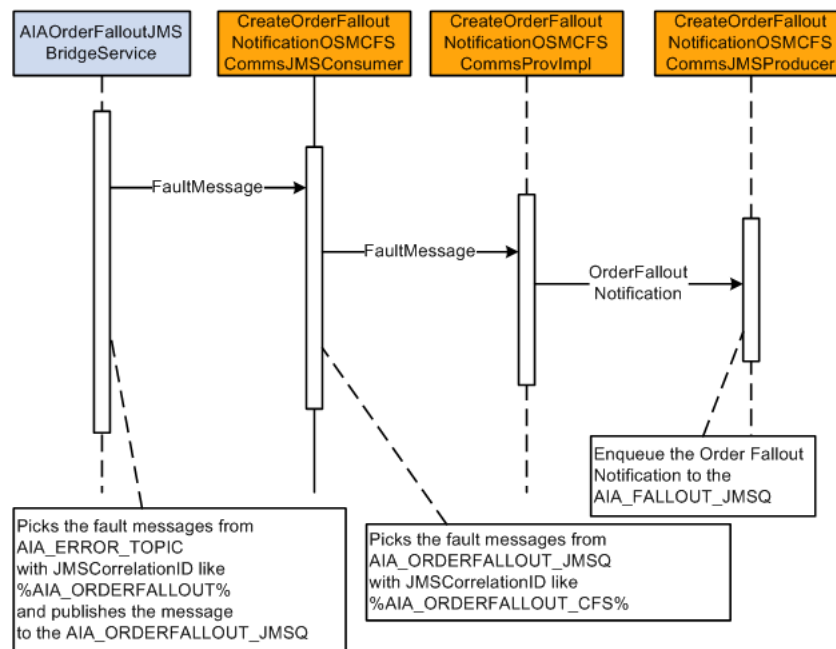 AIAOrderFalloutJMS
BridgeService
CreateOrderFallout
NotificationOSMCFS
CommsJMSConsumer
CreateOrderFallout
NotificationOSMCFS
CommsProvImpl
CreateOrderFallout
NotificationOSMCFS
CommsJMSProducer
FaultMessage
FaultMessage
OrderFallout
Notification
Enqueue the Order Fallout
Notification to the
AIA_FALLOUT_JMSQ
Picks the fault messages from
AIA_ERROR_TOPIC
with JMSCorrelationID like
%AIA_ORDERFALLOUT%
and publishes the message
to the AIA_ORDERFALLOUT_JMSQ
Picks the fault messages from
AIA_ORDERFALLOUT_JMSQ
with JMSCorrelationID like
%AIA_ORDERFALLOUT_CFS%